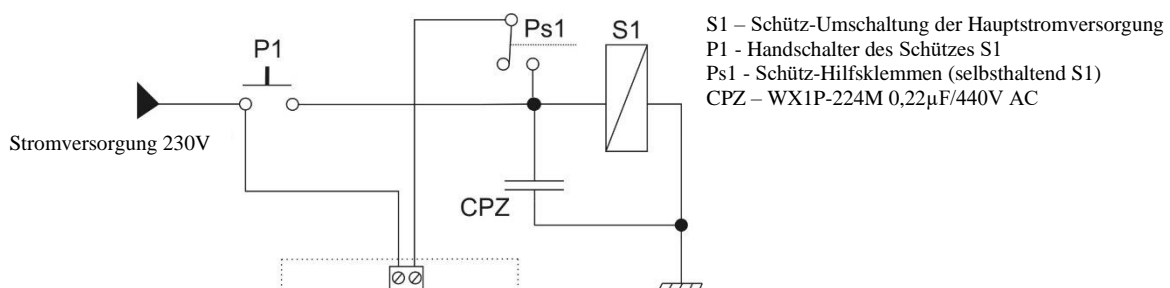 S1 – Schütz-Umschaltung der Hauptstromversorgung
P1 - Handschalter des Schützes S1
Ps1 - Schütz-Hilfsklemmen (selbsthaltend S1)
CPZ – WX1P-224M 0,22µF/440V AC
Ps1
S1
P1
Stromversorgung 230V
CPZ